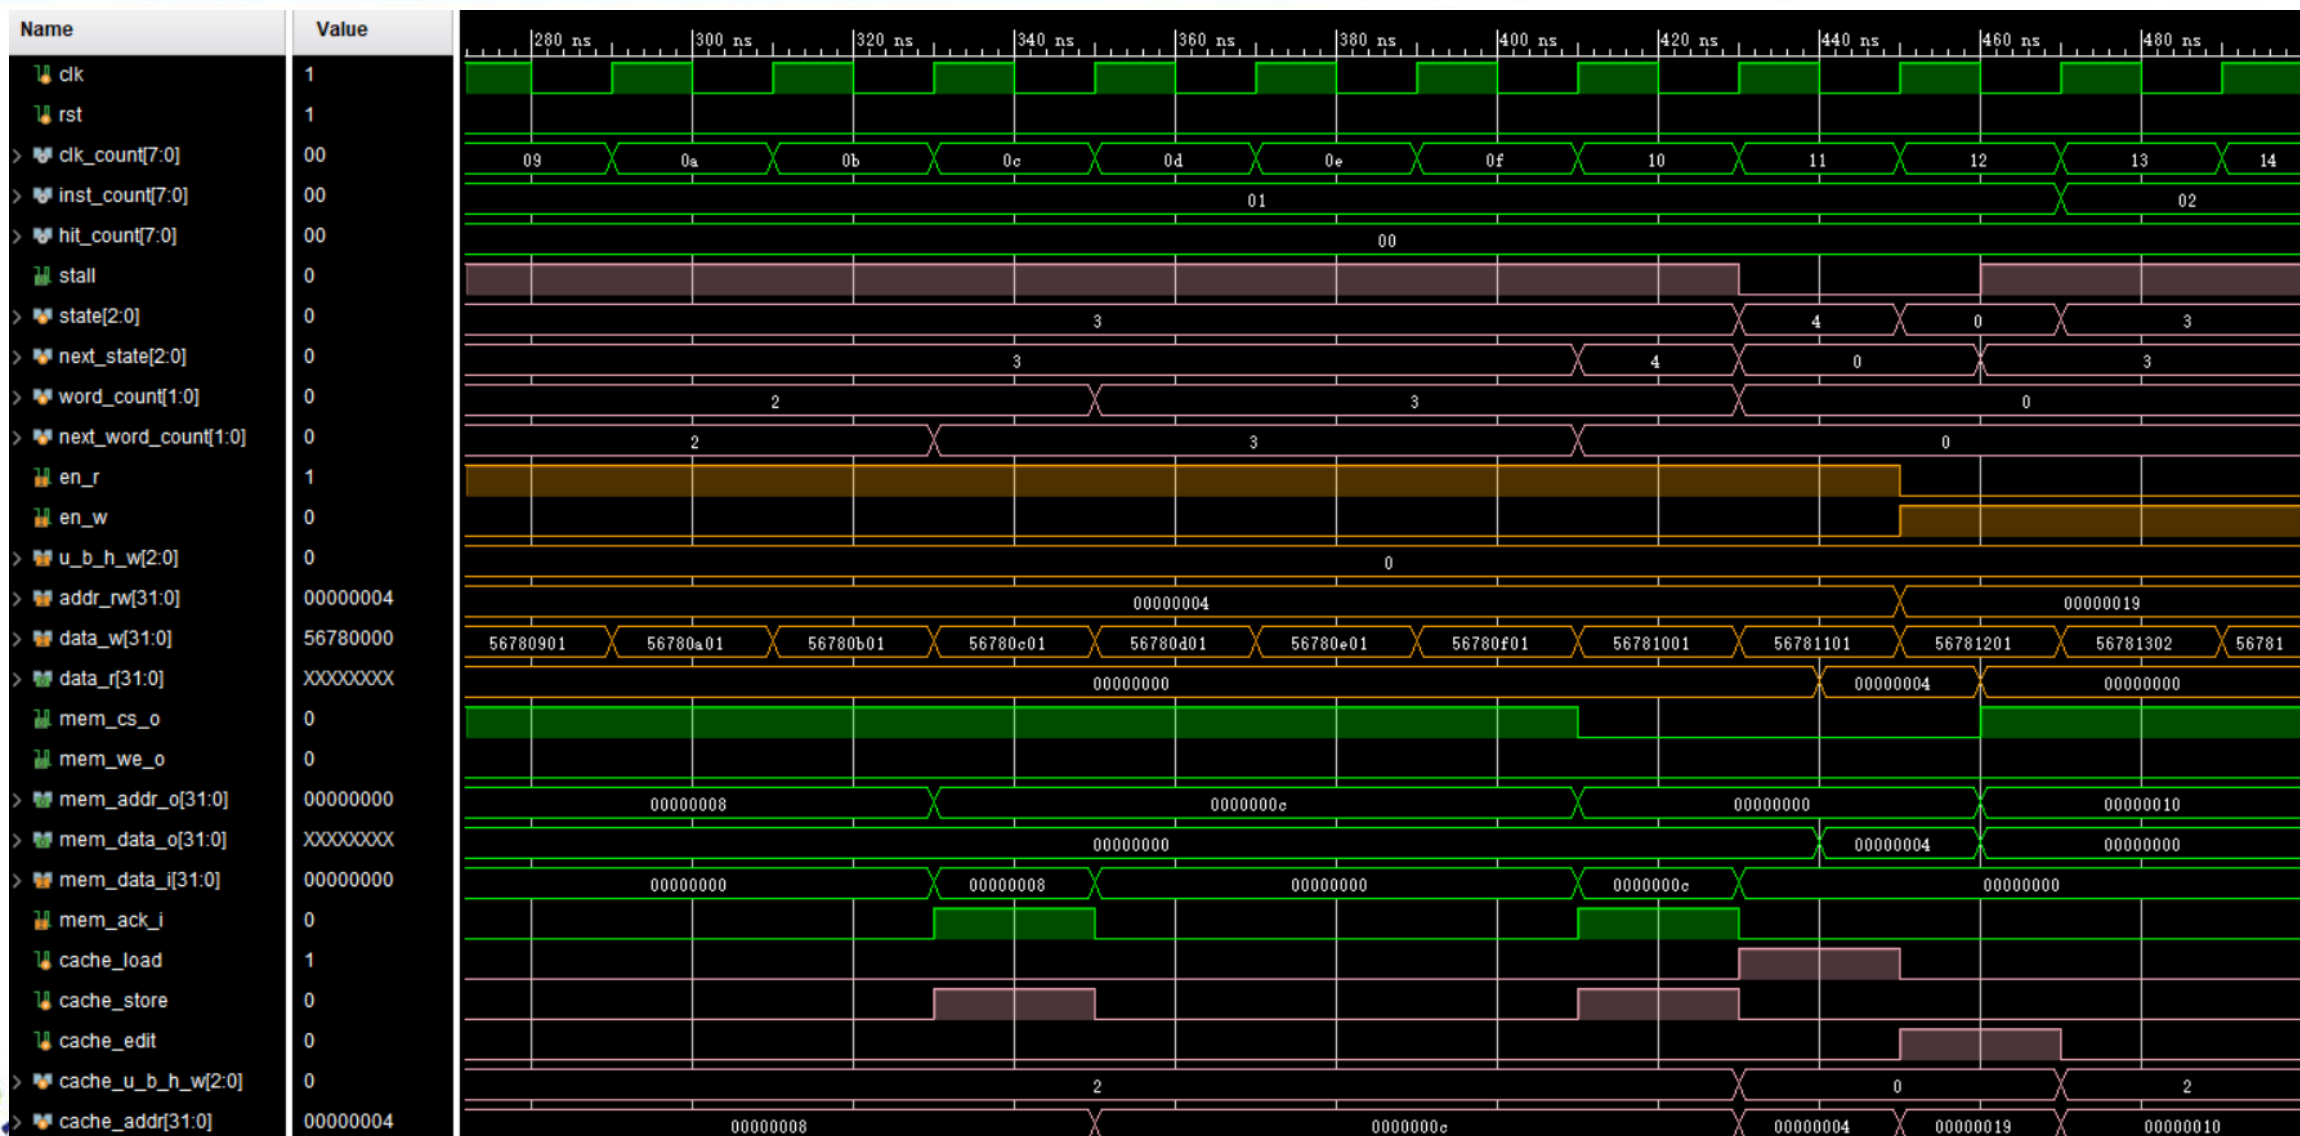 Name Value 280 ns 300 ns 320 ns 340 ns 360 ns 380 ns 400 ns 420 ns 440 ns 460 ns 480 ns
clk 1
rst 1
clk_count[7:0] 00 09 0a 0b 0c 0d 0e 0f 10 11 12 13 14
inst_count[7:0] 00 01 02
hit_count[7:0] 00 00
stall 0
state[2:0] 0 3 4 0 3
next_state[2:0] 0 3 4 0 3
word_count[1:0] 0 2 3 0
next_word_count[1:0] 0 2 3 0
en_r 1
en_w 0
u_b_h_w[2:0] 0 0
addr_rw[31:0] 00000004 00000004 00000019
data_w[31:0] 56780000 56780901 56780a01 56780b01 56780c01 56780d01 56780e01 56780f01 56781001 56781101 56781201 56781302 56781
data_r[31:0] XXXXXXXX 00000000 00000004 00000000
mem_cs_o 0
mem_we_o 0
mem_addr_o[31:0] 00000000 00000008 0000000c 00000000 00000010
mem_data_o[31:0] XXXXXXXX 00000000 00000004 00000000
mem_data_i[31:0] 00000000 00000000 00000008 00000000 0000000c 00000000
mem_ack_i 0
cache_load 1
cache_store 0
cache_edit 0
cache_u_b_h_w[2:0] 0 2 0 2
cache_addr[31:0] 00000004 00000008 0000000c 00000004 00000019 00000010